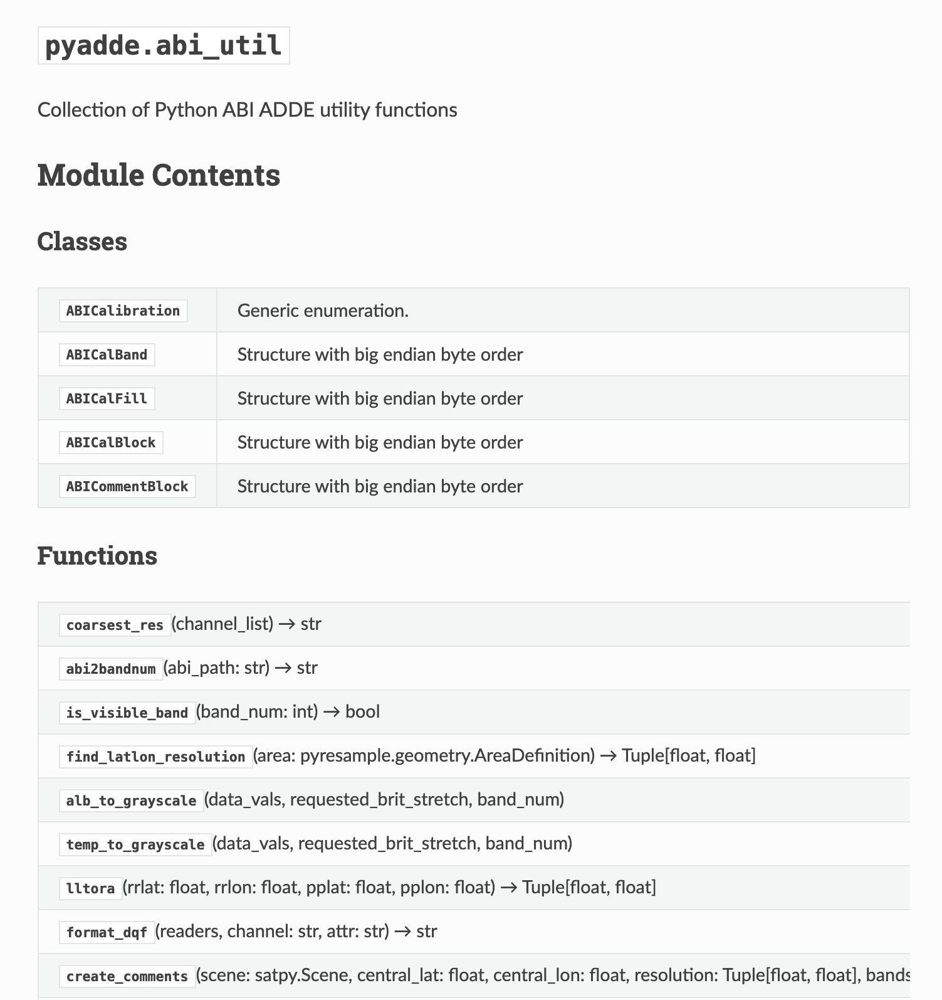 pyadde.abi_util
Collection of Python ABI ADDE utility functions
Module Contents
Classes
ABICalibration Generic enumeration.
ABICalBand Structure with big endian byte order
ABICalFill Structure with big endian byte order
ABICalBlock Structure with big endian byte order
ABICommentBlock Structure with big endian byte order
Functions
coarsest_res(channel_list) → str
abi2bandnum(abi_path: str) → str
is_visible_band(band_num: int) → bool
find_latlon_resolution(area: pyresample.geometry.AreaDefinition) → Tuple[float, float]
alb_to_grayscale(data_vals, requested_brit_stretch, band_num)
temp_to_grayscale(data_vals, requested_brit_stretch, band_num)
lltora(rrlat: float, rrlon: float, pplat: float, pplon: float) → Tuple[float, float]
format_dqf(readers, channel: str, attr: str) → str
create_comments(scene: satpy.Scene, central_lat: float, central_lon: float, resolution: Tuple[float, float], bands